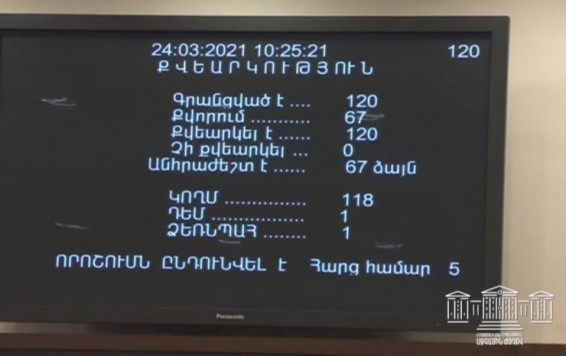 24:03:2021 10:25:21 120
ՔՎԵԱՐԿՈՒԹՅՈՒՆ
Գրանցված է .... 120
Քվորում ........... 67
Քվեարկել է ...... 120
Չի քվեարկել ... 0
Անհրաժեշտ է ...... 67 ձայն
ԿՈՂՄ ............... 118
ԴԵՄ ................. 1
ՁԵՌՆՊԱՀ ........ 1
ՈՐՈՇՈՒՄՆ ԸՆԴՈՒՆՎԵԼ է Հարց համար 5
Panasonic